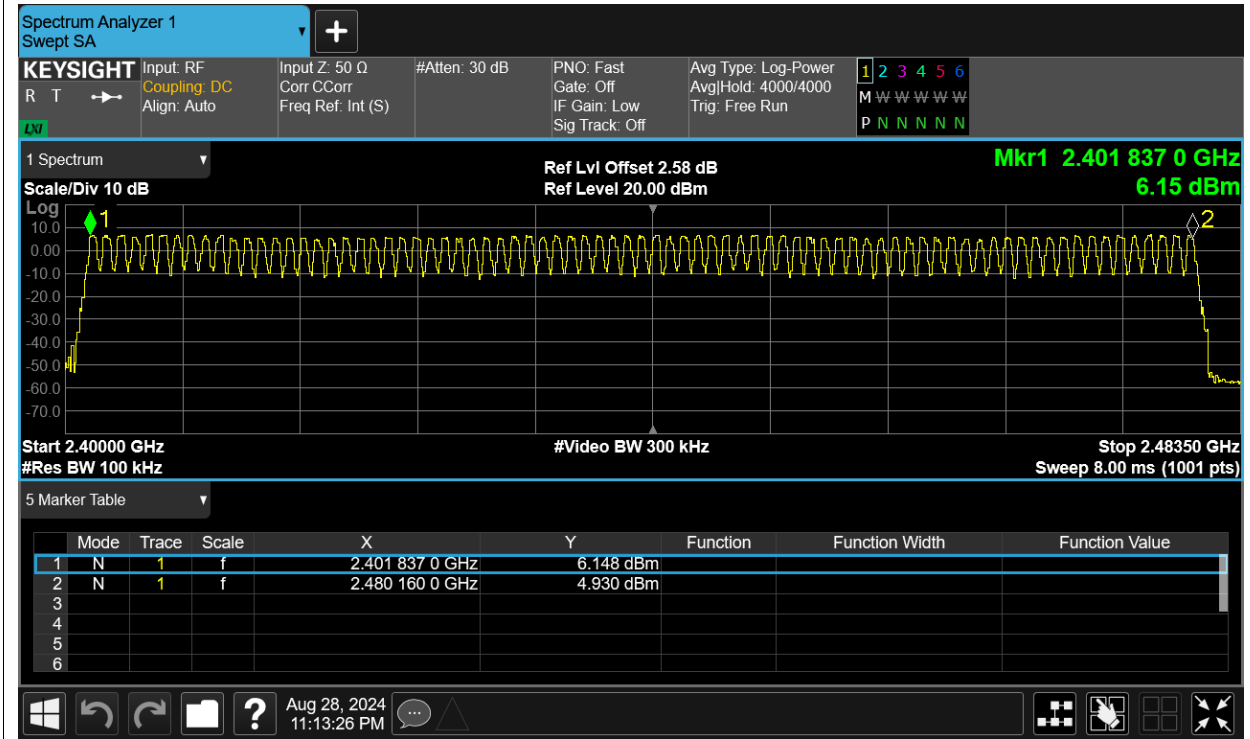 Spectrum Analyzer 1
Swept SA
KEYSIGHT
R T
LXI
Input: RF
Coupling: DC
Align: Auto
Input Z: 50 Ω
Corr CCorr
Freq Ref: Int (S)
#Atten: 30 dB
PNO: Fast
Gate: Off
IF Gain: Low
Sig Track: Off
Avg Type: Log-Power
Avg|Hold: 4000/4000
Trig: Free Run
1 2 3 4 5 6
M W W W W W
P N N N N N
1 Spectrum
Scale/Div 10 dB
Ref Lvl Offset 2.58 dB
Ref Level 20.00 dBm
Mkr1 2.401 837 0 GHz
6.15 dBm
Log
1
2
10.0
0.00
-10.0
-20.0
-30.0
-40.0
-50.0
-60.0
-70.0
Start 2.40000 GHz
#Video BW 300 kHz
Stop 2.48350 GHz
#Res BW 100 kHz
Sweep 8.00 ms (1001 pts)
5 Marker Table
Mode Trace Scale X Y Function Function Width Function Value
1 N 1 f 2.401 837 0 GHz 6.148 dBm
2 N 1 f 2.480 160 0 GHz 4.930 dBm
3
4
5
6
?
Aug 28, 2024
11:13:26 PM